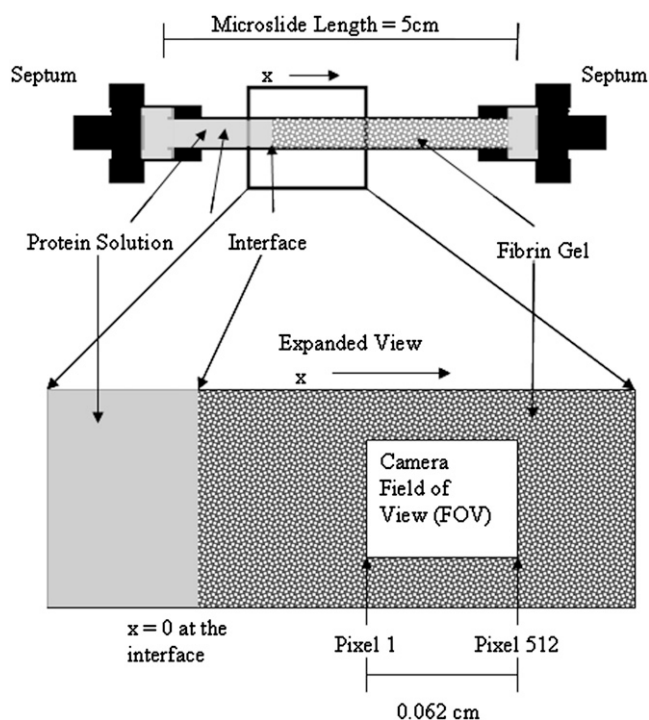 Microslide Length = 5cm
Septum
x
Septum
Protein Solution
Interface
Fibrin Gel
Expanded View
x
Camera
Field of
View (FOV)
x = 0 at the
interface
Pixel 1
Pixel 512
0.062 cm